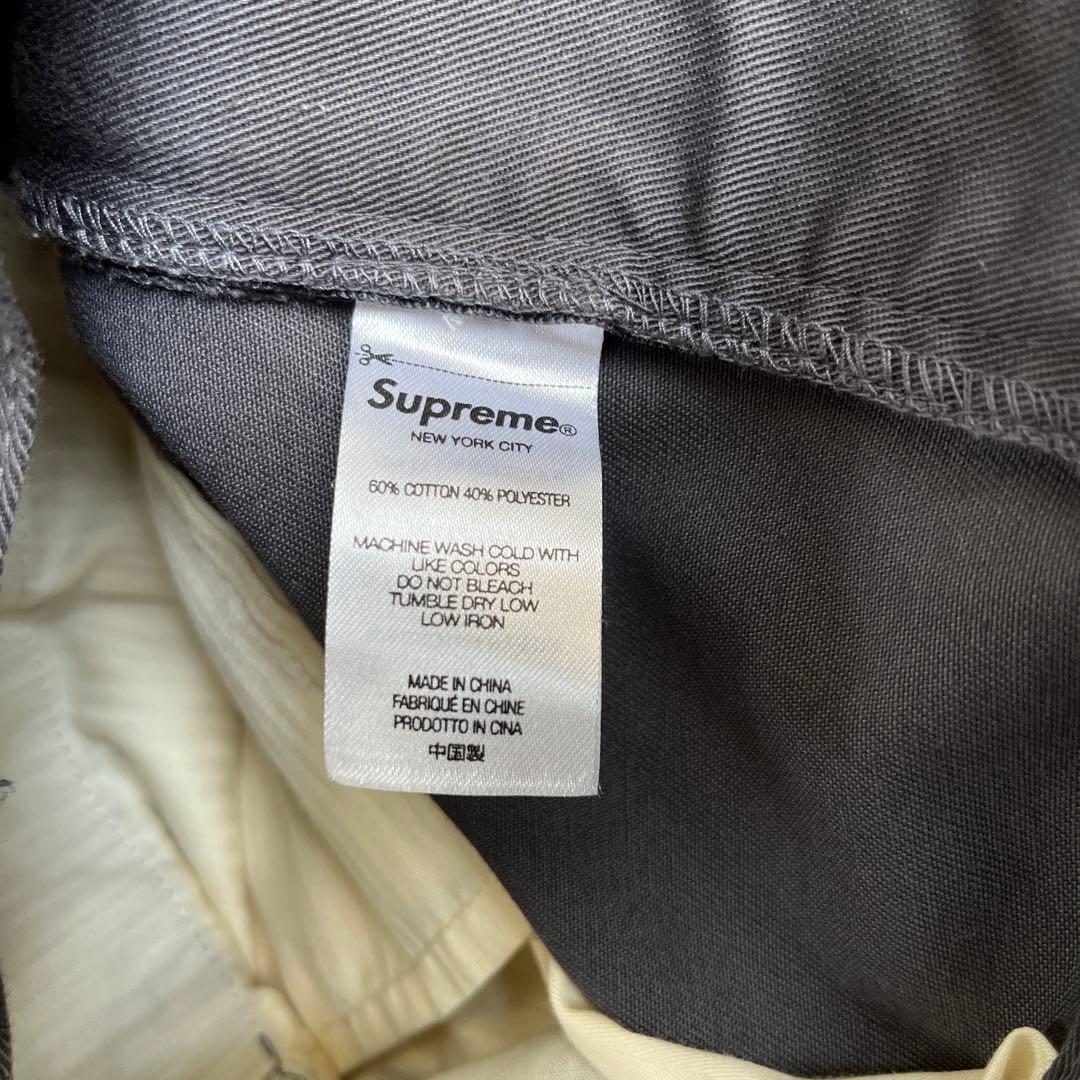 Supreme®
NEW YORK CITY
60% COTTON 40% POLYESTER
MACHINE WASH COLD WITH
LIKE COLORS
DO NOT BLEACH
TUMBLE DRY LOW
LOW IRON
MADE IN CHINA
FABRIQUÉ EN CHINE
PRODOTTO IN CINA
中国製